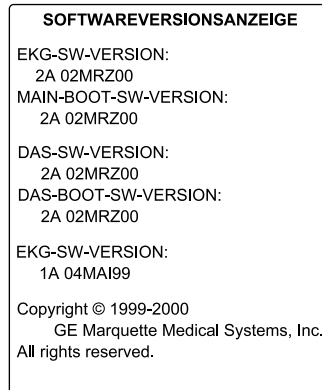 SOFTWAREVERSIONSANZEIGE
EKG-SW-VERSION:
2A 02MRZ00
MAIN-BOOT-SW-VERSION:
2A 02MRZ00
DAS-SW-VERSION:
2A 02MRZ00
DAS-BOOT-SW-VERSION:
2A 02MRZ00
EKG-SW-VERSION:
1A 04MAI99
Copyright © 1999-2000
GE Marquette Medical Systems, Inc.
All rights reserved.